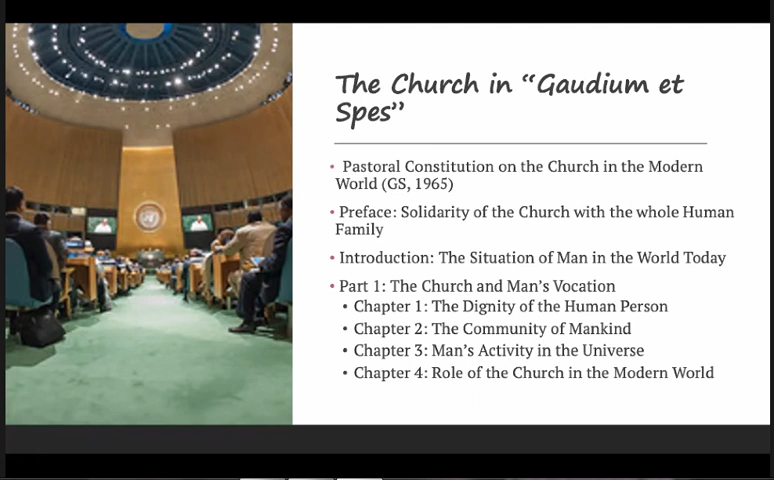 The Church in “Gaudium et
Spes”
• Pastoral Constitution on the Church in the Modern
World (GS, 1965)
• Preface: Solidarity of the Church with the whole Human
Family
• Introduction: The Situation of Man in the World Today
• Part 1: The Church and Man’s Vocation
• Chapter 1: The Dignity of the Human Person
• Chapter 2: The Community of Mankind
• Chapter 3: Man’s Activity in the Universe
• Chapter 4: Role of the Church in the Modern World